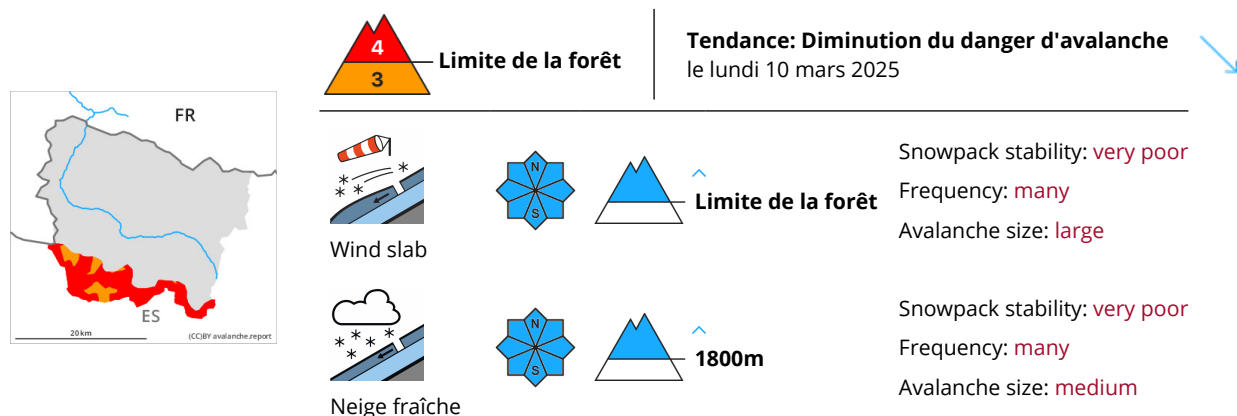 4
3
Limite de la forêt
Tendance: Diminution du danger d'avalanche
le lundi 10 mars 2025
FR
ES
20 km
(CC)BY avalanche.report
N
S
Wind slab
Limite de la forêt
Snowpack stability: very poor
Frequency: many
Avalanche size: large
N
S
Neige fraîche
1800m
Snowpack stability: very poor
Frequency: many
Avalanche size: medium